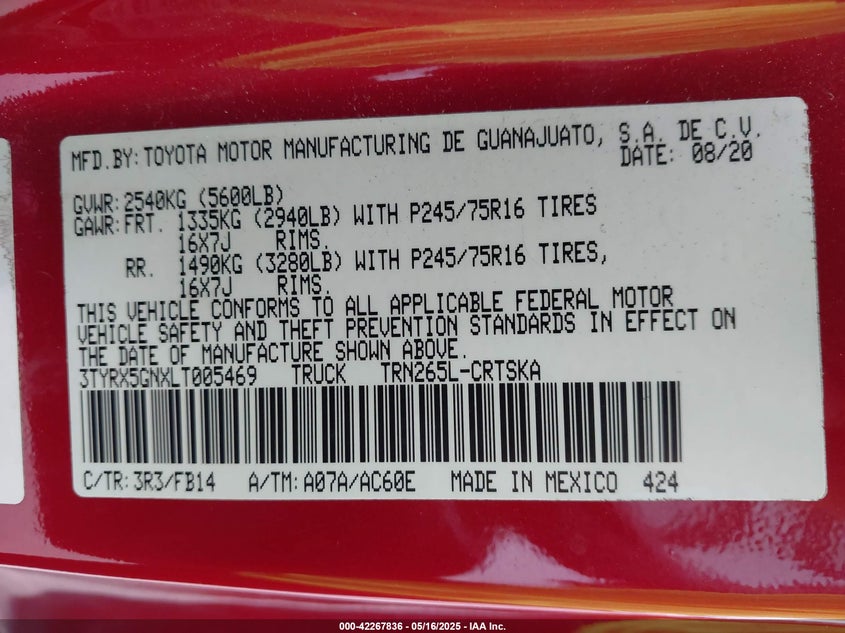 MFD.BY: TOYOTA MOTOR MANUFACTURING DE GUANAJUATO, S.A. DE C.V.
DATE: 08/20
GVWR: 2540KG (5600LB)
GAWR: FRT. 1335KG (2940LB) WITH P245/75R16 TIRES
16X7J RIMS.
RR. 1490KG (3280LB) WITH P245/75R16 TIRES,
16X7J RIMS.
THIS VEHICLE CONFORMS TO ALL APPLICABLE FEDERAL MOTOR
VEHICLE SAFETY AND THEFT PREVENTION STANDARDS IN EFFECT ON
THE DATE OF MANUFACTURE SHOWN ABOVE.
3TYRX5GNXLT005469 TRUCK TRN265L-CRTSKA
C/TR: 3R3/FB14 A/TM: A07A/AC60E MADE IN MEXICO 424
000-42267836 - 05/16/2025 - IAA Inc.